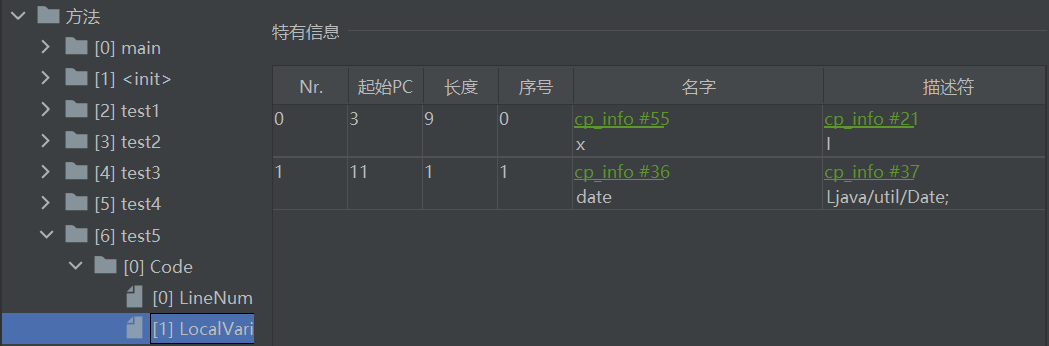 方法
[0] main
[1] <init>
[2] test1
[3] test2
[4] test3
[5] test4
[6] test5
[0] Code
[0] LineNum
[1] LocalVari
特有信息
Nr. 起始PC 长度 序号 名字 描述符
0 3 9 0 cp_info #55 cp_info #21
x I
1 11 1 1 cp_info #36 cp_info #37
date Ljava/util/Date;